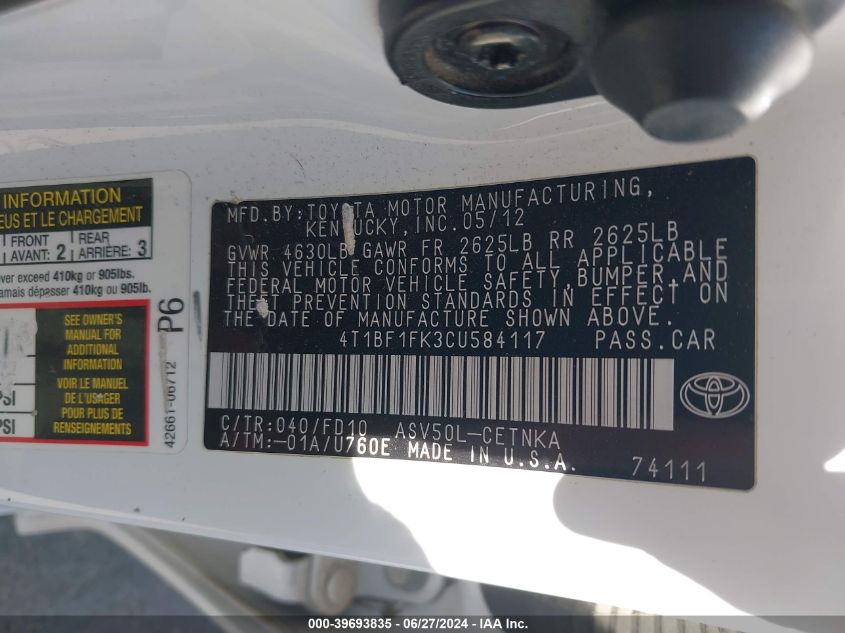 INFORMATION
EUS ET LE CHARGEMENT
FRONT
AVANT: 2
REAR
ARRIÈRE: 3
ver exceed 410kg or 905lbs.
amais dépasser 410kg ou 905lb.
SEE OWNER'S
MANUAL FOR
ADDITIONAL
INFORMATION
VOIR LE MANUEL
DE L'USAGER
POUR PLUS DE
RENSEIGNEMENTS
PSI
PSI
P6
42661-06712
MFD.BY:TOYOTA MOTOR MANUFACTURING,
KENTUCKY,INC.05/12
GVWR 4630LB GAWR FR 2625LB RR 2625LB
THIS VEHICLE CONFORMS TO ALL APPLICABLE
FEDERAL MOTOR VEHICLE SAFETY,BUMPER,AND
THEFT PREVENTION STANDARDS IN EFFECT ON
THE DATE OF MANUFACTURE SHOWN ABOVE.
4T1BF1FK3CU584117 PASS.CAR
C/TR:040/FD10 ASV50L-CETNKA
A/TM:-01A/U760E MADE IN U.S.A.
74111
000-39693835 - 06/27/2024 - IAA Inc.